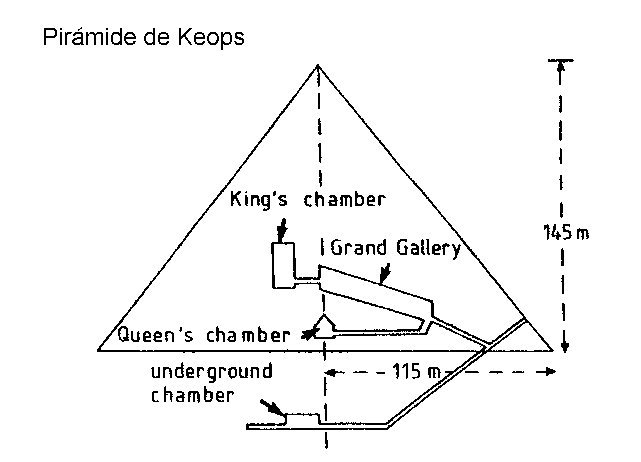 Pirámide de Keops
King's chamber
Grand Gallery
145 m
Queen's chamber
115 m
underground
chamber